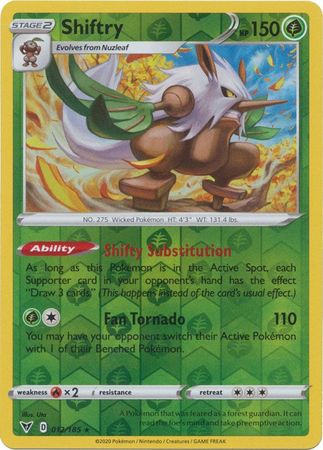 STAGE 2 Shiftry HP 150
Evolves from Nuzleaf
NO. 275 Wicked Pokémon HT: 4'3" WT: 131.4 lbs.
Ability Shifty Substitution
As long as this Pokémon is in the Active Spot, each
Supporter card in your opponent's hand has the effect
"Draw 3 cards." (This happens instead of the card's usual effect.)
Fan Tornado 110
You may have your opponent switch their Active Pokémon
with 1 of their Benched Pokémon.
weakness ×2 resistance retreat
Illus. Uta
D 012/185 ★
A Pokémon that was feared as a forest guardian. It can
read the foe's mind and take preemptive action.
©2020 Pokémon / Nintendo / Creatures / GAME FREAK